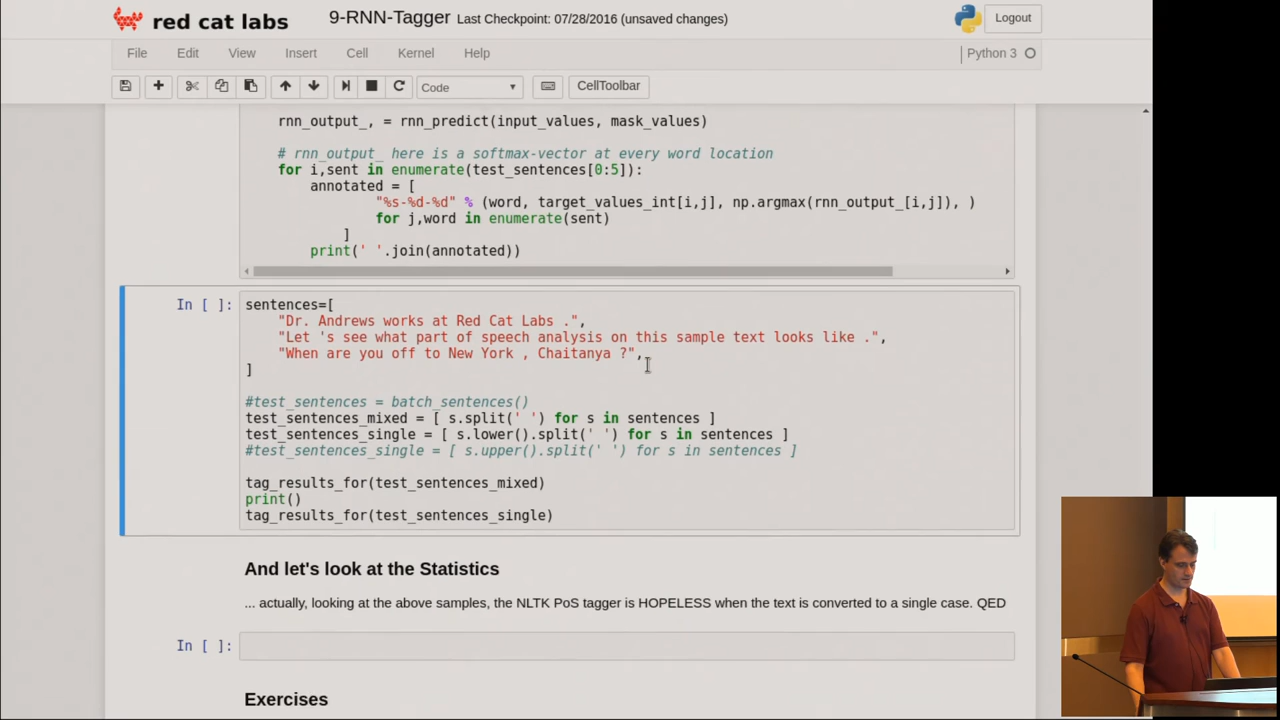 red cat labs
9-RNN-Tagger Last Checkpoint: 07/28/2016 (unsaved changes)
Logout
File Edit View Insert Cell Kernel Help
Python 3
Code
CellToolbar
rnn_output_, = rnn_predict(input_values, mask_values)
# rnn_output_ here is a softmax-vector at every word location
for i,sent in enumerate(test_sentences[0:5]):
annotated = [
"%s-%d-%d" % (word, target_values_int[i,j], np.argmax(rnn_output_[i,j]), )
for j,word in enumerate(sent)
]
print(' '.join(annotated))
In [ ]:
sentences=[
"Dr. Andrews works at Red Cat Labs .",
"Let 's see what part of speech analysis on this sample text looks like .",
"When are you off to New York , Chaitanya ?",
]
#test_sentences = batch_sentences()
test_sentences_mixed = [ s.split(' ') for s in sentences ]
test_sentences_single = [ s.lower().split(' ') for s in sentences ]
#test_sentences_single = [ s.upper().split(' ') for s in sentences ]
tag_results_for(test_sentences_mixed)
print()
tag_results_for(test_sentences_single)
And let's look at the Statistics
... actually, looking at the above samples, the NLTK PoS tagger is HOPELESS when the text is converted to a single case. QED
In [ ]:
Exercises